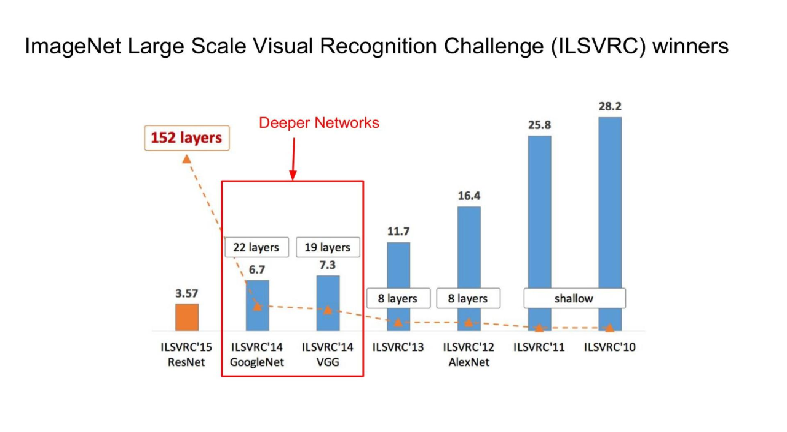 ImageNet Large Scale Visual Recognition Challenge (ILSVRC) winners
28.2
Deeper Networks
25.8
152 layers
16.4
11.7
22 layers
19 layers
6.7
7.3
3.57
8 layers
8 layers
shallow
ILSVRC'15
ResNet
ILSVRC'14
GoogleNet
ILSVRC'14
VGG
ILSVRC'13
ILSVRC'12
AlexNet
ILSVRC'11
ILSVRC'10